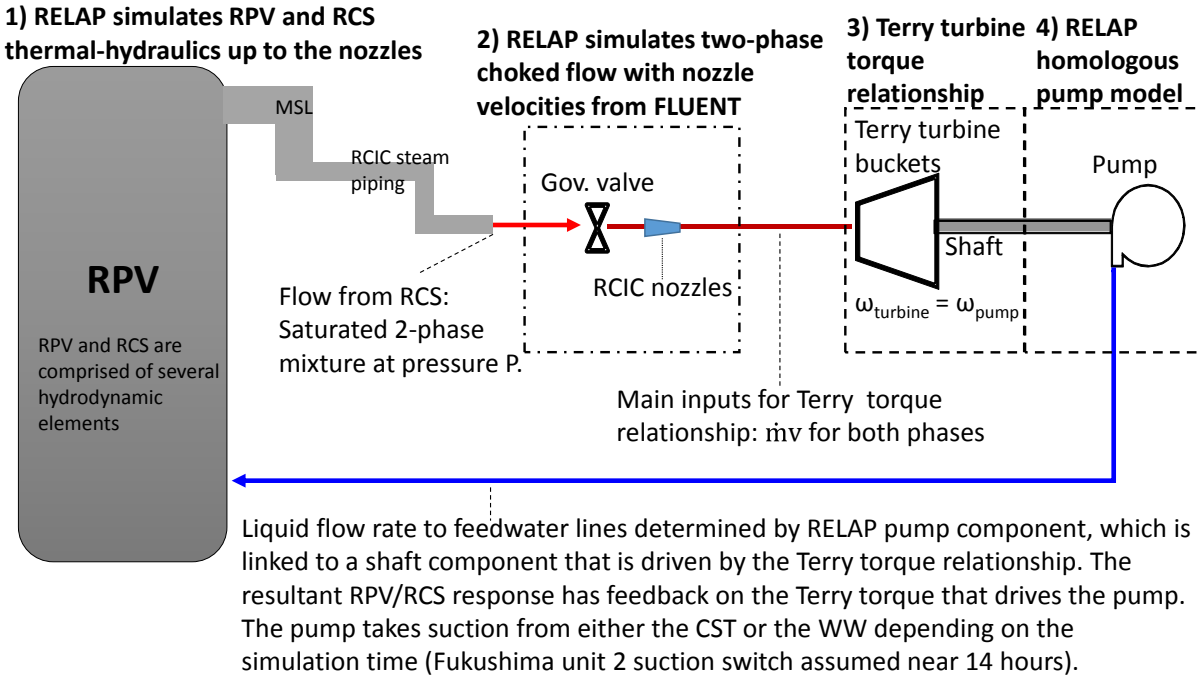 1) RELAP simulates RPV and RCS
thermal-hydraulics up to the nozzles
2) RELAP simulates two-phase
choked flow with nozzle
velocities from FLUENT
3) Terry turbine
torque
relationship
4) RELAP
homologous
pump model
MSL
RCIC steam
piping
Gov. valve
RCIC nozzles
Terry turbine
buckets
Shaft
ω_turbine = ω_pump
Pump
RPV
RPV and RCS are
comprised of several
hydrodynamic
elements
Flow from RCS:
Saturated 2-phase
mixture at pressure P.
Main inputs for Terry torque
relationship: ṁv for both phases
Liquid flow rate to feedwater lines determined by RELAP pump component, which is
linked to a shaft component that is driven by the Terry torque relationship. The
resultant RPV/RCS response has feedback on the Terry torque that drives the pump.
The pump takes suction from either the CST or the WW depending on the
simulation time (Fukushima unit 2 suction switch assumed near 14 hours).